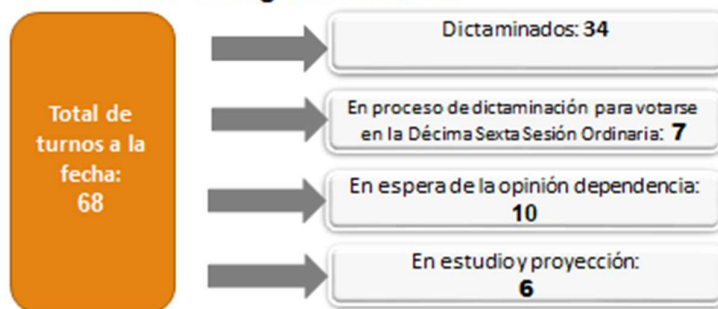 Total de
turnos a la
fecha:
68
Dictaminados: 34
En proceso de dictaminación para votarse
en la Décima Sexta Sesión Ordinaria: 7
En espera de la opinión dependencia:
10
En estudio y proyección:
6